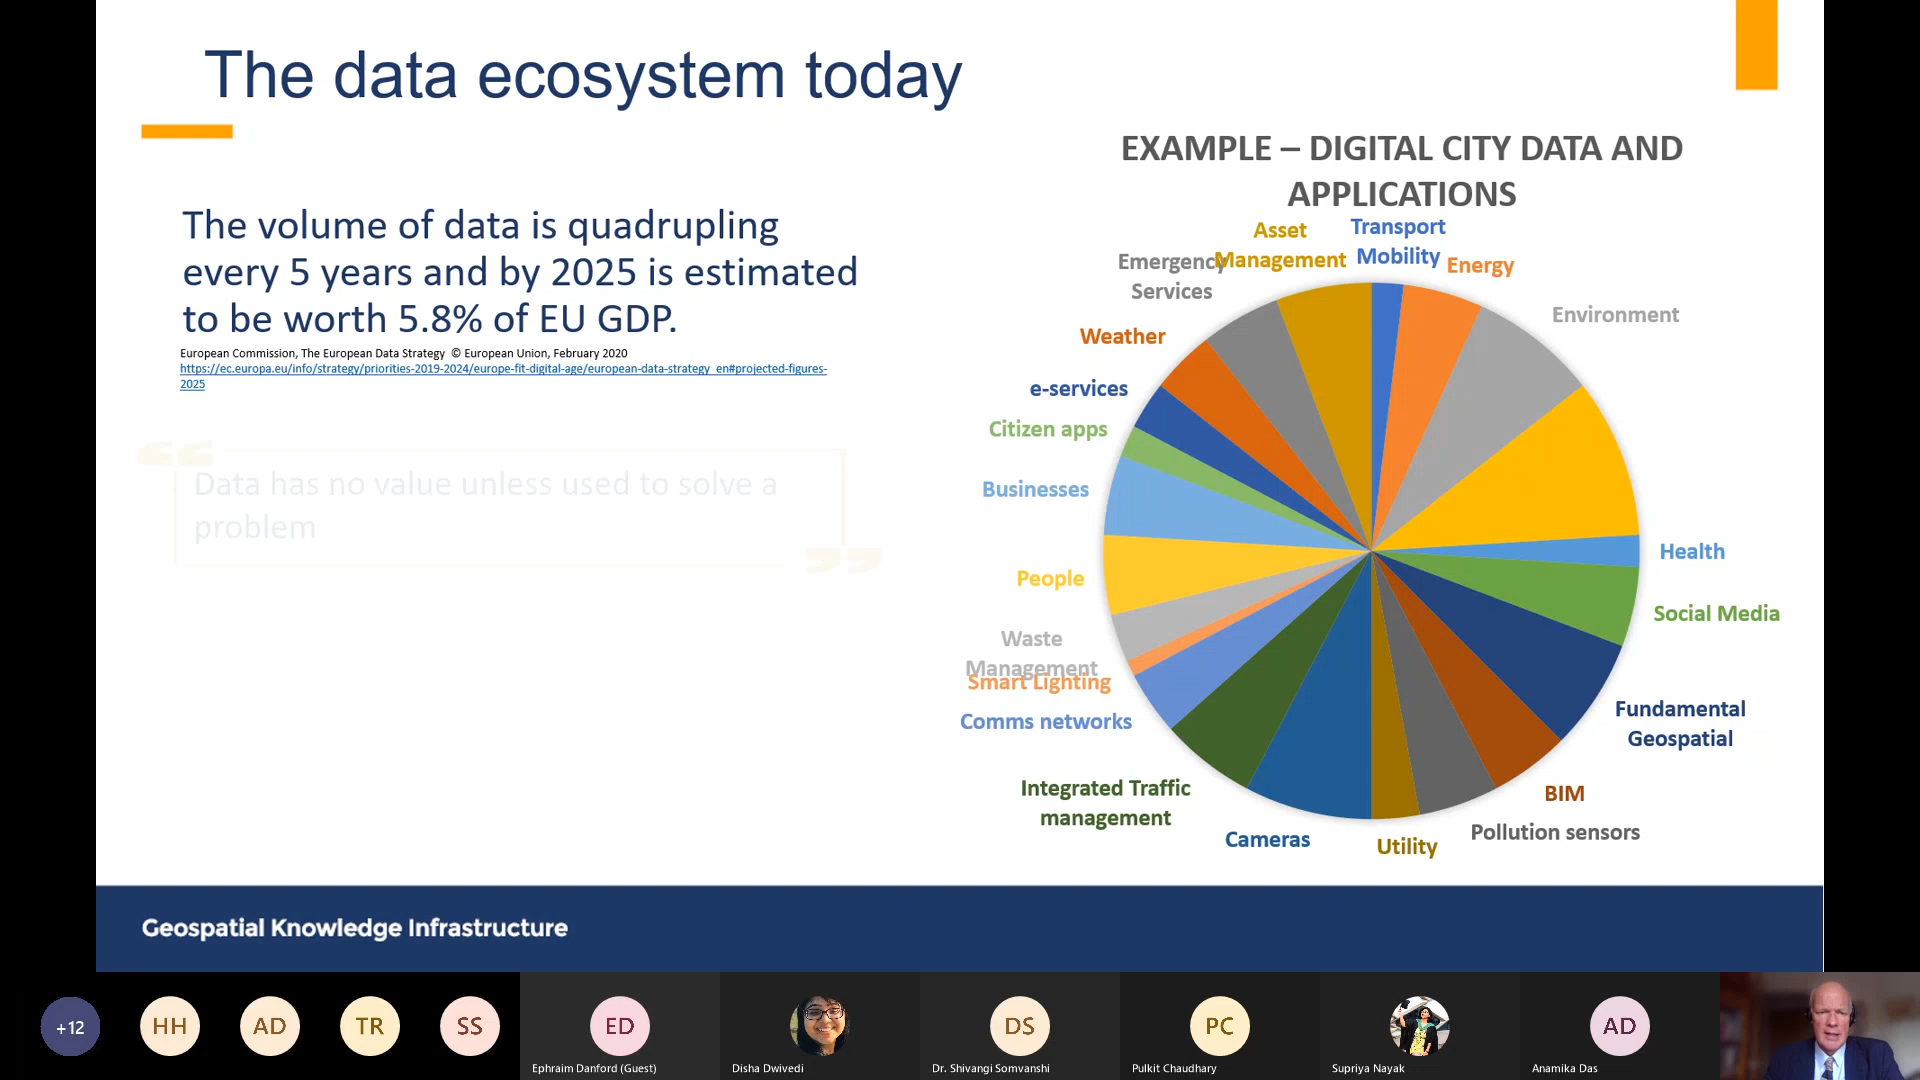 The data ecosystem today
The volume of data is quadrupling
every 5 years and by 2025 is estimated
to be worth 5.8% of EU GDP.
European Commission, The European Data Strategy © European Union, February 2020
https://ec.europa.eu/info/strategy/priorities-2019-2024/europe-fit-digital-age/european-data-strategy_en#projected-figures-
2025
“
Data has no value unless used to solve a
problem
”
EXAMPLE – DIGITAL CITY DATA AND
APPLICATIONS
Transport
Mobility
Energy
Environment
Health
Social Media
Fundamental
Geospatial
BIM
Pollution sensors
Utility
Cameras
Integrated Traffic
management
Comms networks
Smart Lighting
Waste
Management
People
Businesses
Citizen apps
e-services
Weather
Emergency
Services
Asset
Management
Geospatial Knowledge Infrastructure
+12
HH
AD
TR
SS
ED
Ephraim Danford (Guest)
Disha Dwivedi
DS
Dr. Shivangi Somvanshi
PC
Pulkit Chaudhary
Supriya Nayak
AD
Anamika Das